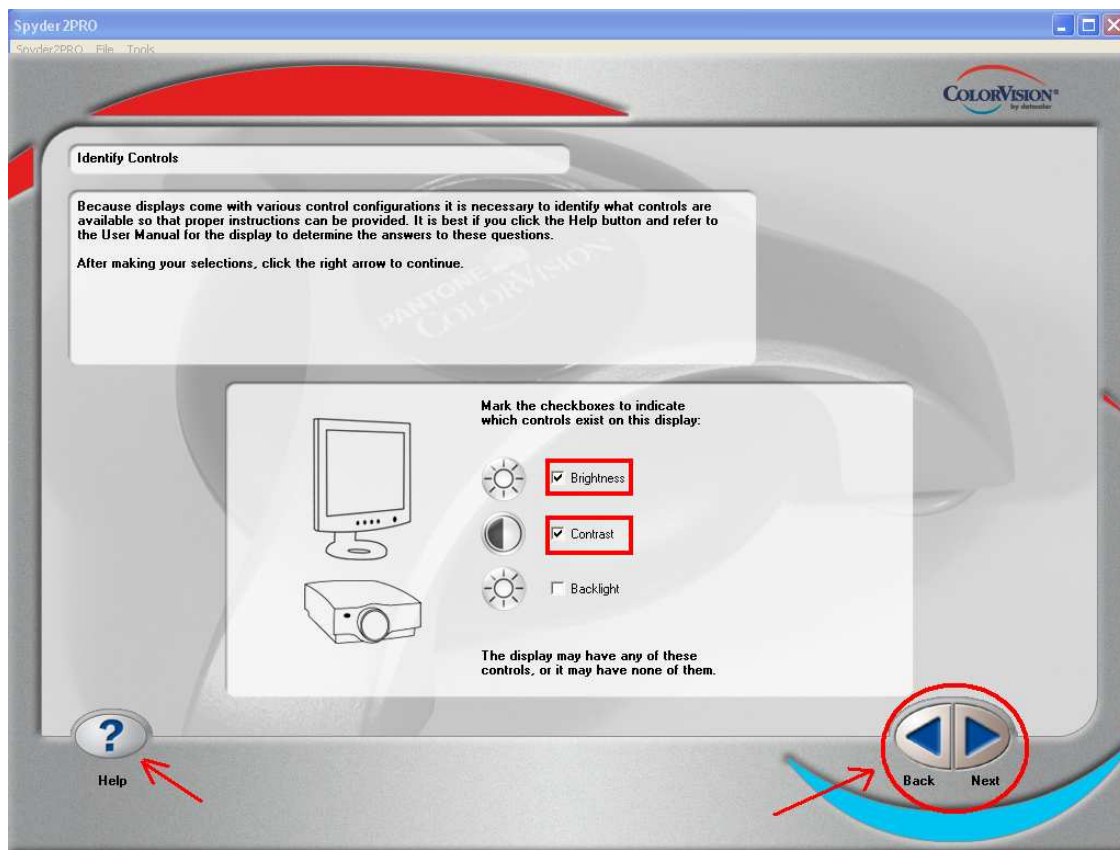 Spyder2PRO
Spyder2PRO File Tools
COLORVISION®
by datacolor
Identify Controls
Because displays come with various control configurations it is necessary to identify what controls are
available so that proper instructions can be provided. It is best if you click the Help button and refer to
the User Manual for the display to determine the answers to these questions.
After making your selections, click the right arrow to continue.
PANTONE
COLORVISION
Mark the checkboxes to indicate
which controls exist on this display:
Brightness
Contrast
Backlight
The display may have any of these
controls, or it may have none of them.
?
Help
Back Next